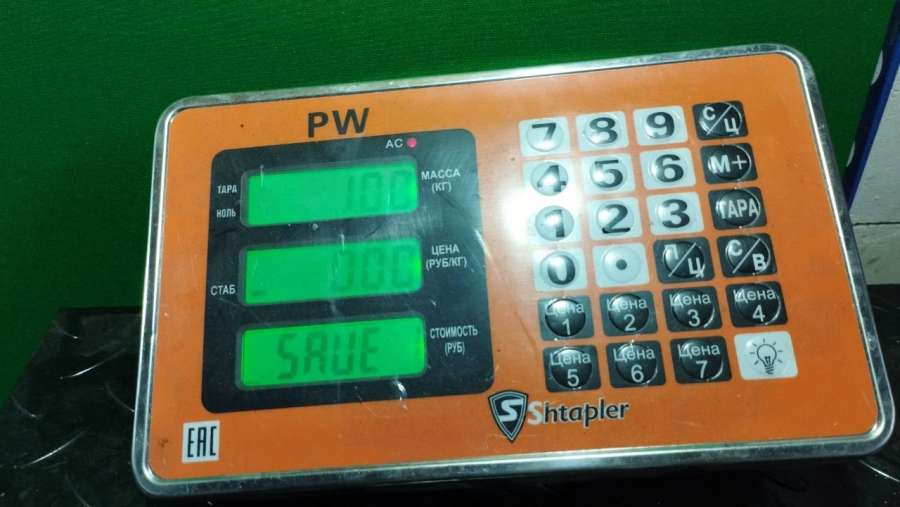 PW
AC
ТАРА
НОЛЬ
100
МАССА
(КГ)
СТАБ
0.00
ЦЕНА
(РУБ/КГ)
SAUE
СТОИМОСТЬ
(РУБ)
7 8 9 С/Ц
4 5 6 М+
1 2 3 ТАРА
0 . П/Ц С/В
Цена 1
Цена 2
Цена 3
Цена 4
Цена 5
Цена 6
Цена 7
S Shtapler
EAC